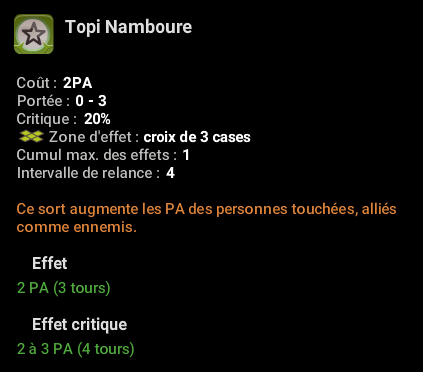 Topi Namboure
Coût : 2PA
Portée : 0 - 3
Critique : 20%
Zone d'effet : croix de 3 cases
Cumul max. des effets : 1
Intervalle de relance : 4
Ce sort augmente les PA des personnes touchées, alliés
comme ennemis.
Effet
2 PA (3 tours)
Effet critique
2 à 3 PA (4 tours)